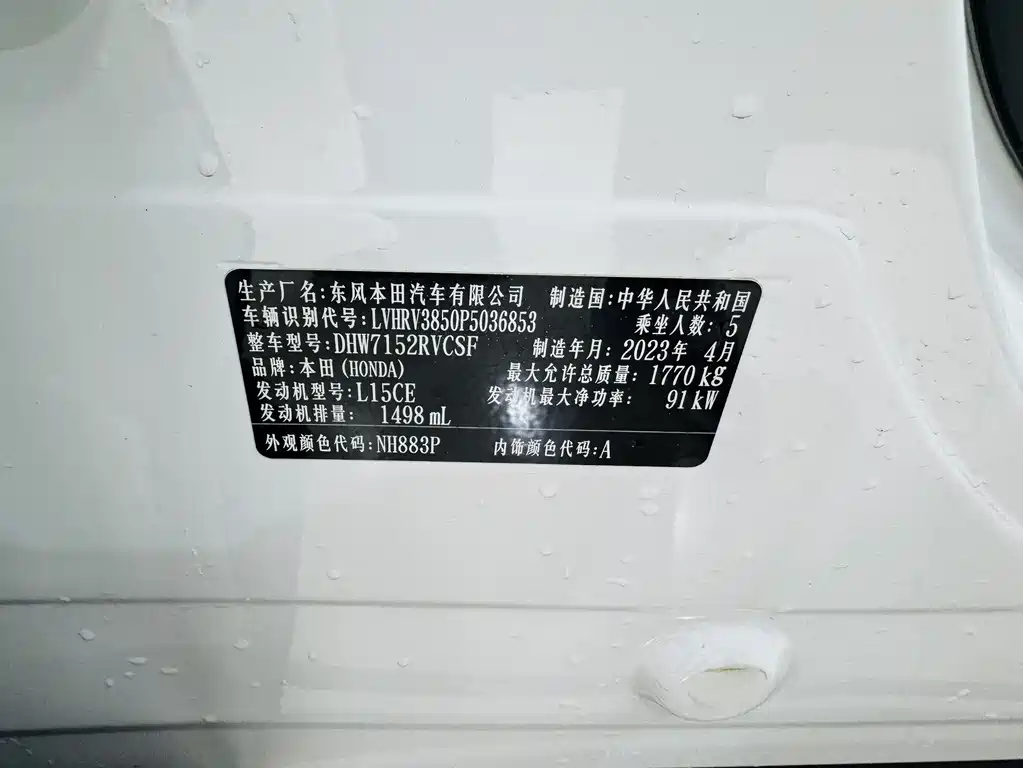 生产厂名:东风本田汽车有限公司 制造国:中华人民共和国
车辆识别代号:LVHRV3850P5036853 乘坐人数: 5
整车型号:DHW7152RVCSF 制造年月: 2023年 4月
品牌:本田(HONDA) 最大允许总质量: 1770 kg
发动机型号:L15CE 发动机最大净功率: 91 kW
发动机排量: 1498 mL
外观颜色代码:NH883P 内饰颜色代码:A